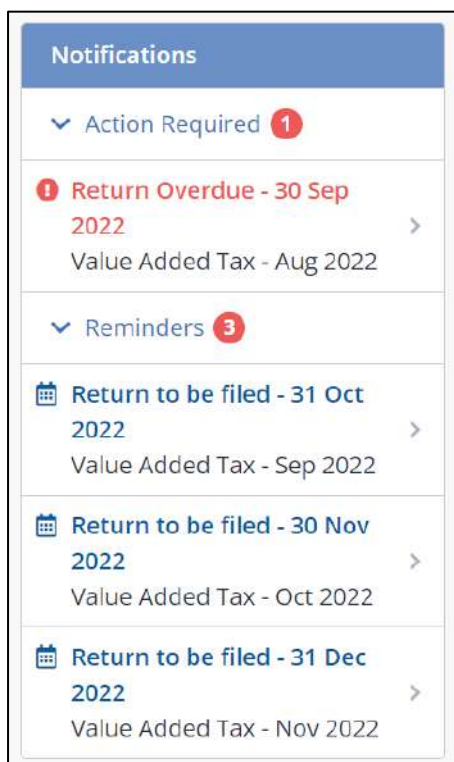 Notifications
Action Required 1
Return Overdue - 30 Sep
2022
Value Added Tax - Aug 2022
Reminders 3
Return to be filed - 31 Oct
2022
Value Added Tax - Sep 2022
Return to be filed - 30 Nov
2022
Value Added Tax - Oct 2022
Return to be filed - 31 Dec
2022
Value Added Tax - Nov 2022